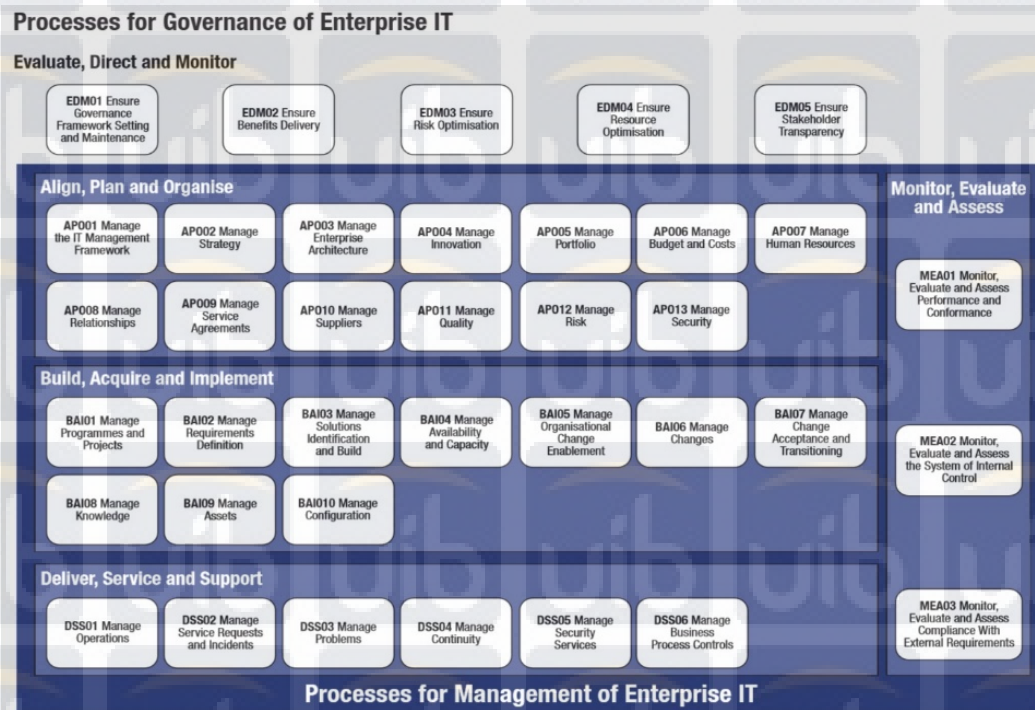 Processes for Governance of Enterprise IT
Evaluate, Direct and Monitor
EDM01 Ensure
Governance
Framework Setting
and Maintenance
EDM02 Ensure
Benefits Delivery
EDM03 Ensure
Risk Optimisation
EDM04 Ensure
Resource
Optimisation
EDM05 Ensure
Stakeholder
Transparency
Align, Plan and Organise
AP001 Manage
the IT Management
Framework
AP002 Manage
Strategy
AP003 Manage
Enterprise
Architecture
AP004 Manage
Innovation
AP005 Manage
Portfolio
AP006 Manage
Budget and Costs
AP007 Manage
Human Resources
AP008 Manage
Relationships
AP009 Manage
Service
Agreements
AP010 Manage
Suppliers
AP011 Manage
Quality
AP012 Manage
Risk
AP013 Manage
Security
Build, Acquire and Implement
BAI01 Manage
Programmes and
Projects
BAI02 Manage
Requirements
Definition
BAI03 Manage
Solutions
Identification
and Build
BAI04 Manage
Availability
and Capacity
BAI05 Manage
Organisational
Change
Enablement
BAI06 Manage
Changes
BAI07 Manage
Change
Acceptance and
Transitioning
BAI08 Manage
Knowledge
BAI09 Manage
Assets
BAI010 Manage
Configuration
Deliver, Service and Support
DSS01 Manage
Operations
DSS02 Manage
Service Requests
and Incidents
DSS03 Manage
Problems
DSS04 Manage
Continuity
DSS05 Manage
Security
Services
DSS06 Manage
Business
Process Controls
Monitor, Evaluate
and Assess
MEA01 Monitor,
Evaluate and Assess
Performance and
Conformance
MEA02 Monitor,
Evaluate and Assess
the System of Internal
Control
MEA03 Monitor,
Evaluate and Assess
Compliance With
External Requirements
Processes for Management of Enterprise IT
uib